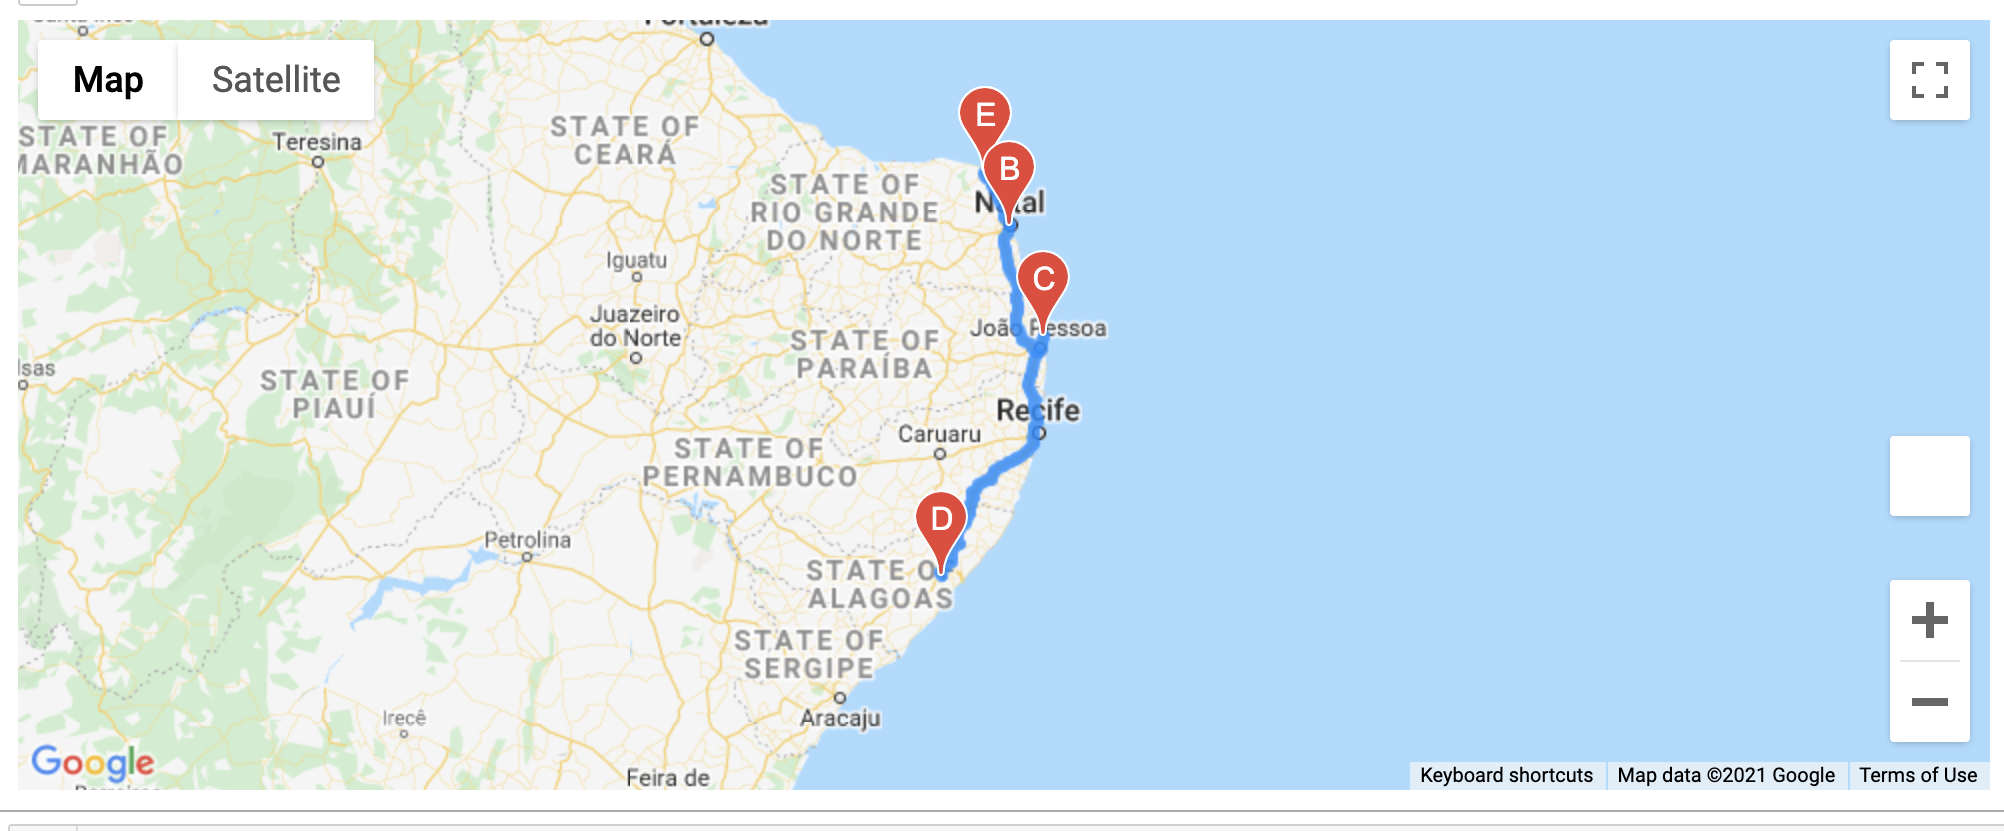 Fortaleza
Map
Satellite
E
STATE OF
MARANHÃO
Teresina
STATE OF
CEARÁ
B
STATE OF
RIO GRANDE
DO NORTE
Natal
Iguatu
C
Juazeiro
do Norte
STATE OF
PARAÍBA
João Pessoa
STATE OF
PIAUÍ
Recife
Caruaru
STATE OF
PERNAMBUCO
D
Petrolina
STATE OF
ALAGOAS
STATE OF
SERGIPE
Irecê
Aracaju
Google
Feira de
Keyboard shortcuts
Map data ©2021 Google
Terms of Use